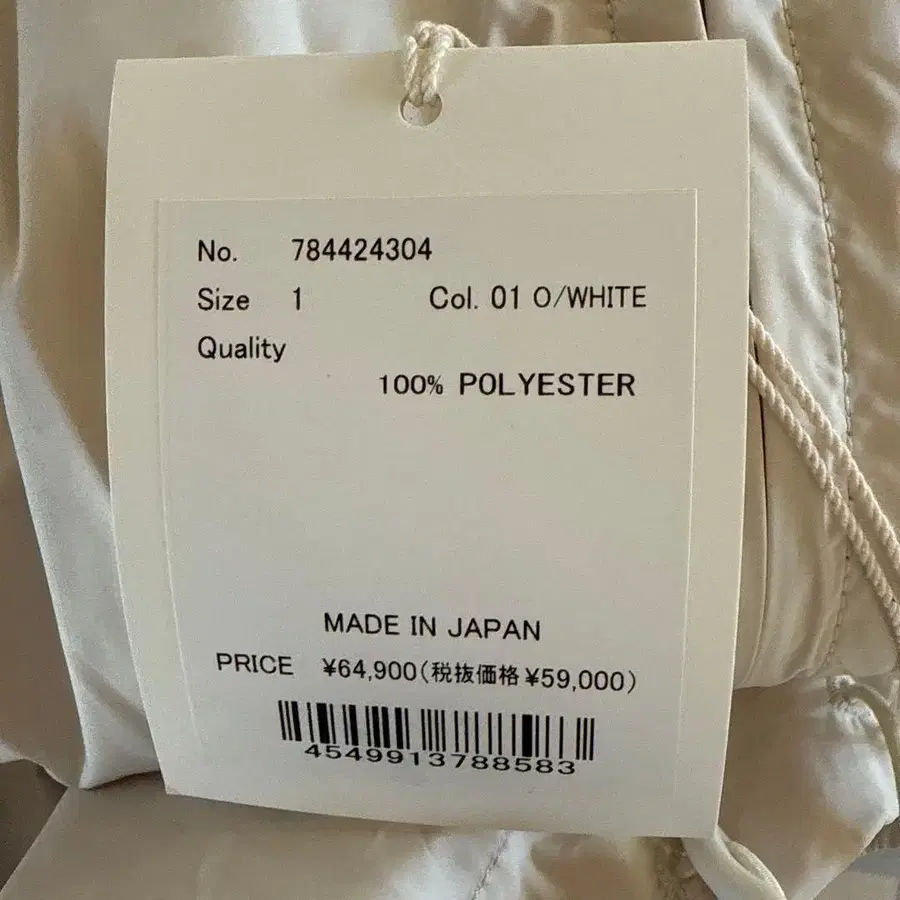 No. 784424304
Size 1 Col. 01 O/WHITE
Quality
100% POLYESTER
MADE IN JAPAN
PRICE ¥64,900(税抜価格¥59,000)
4549913788583